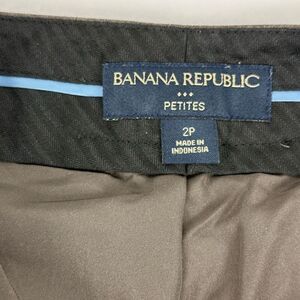 BANANA REPUBLIC
PETITES
2P
MADE IN
INDONESIA